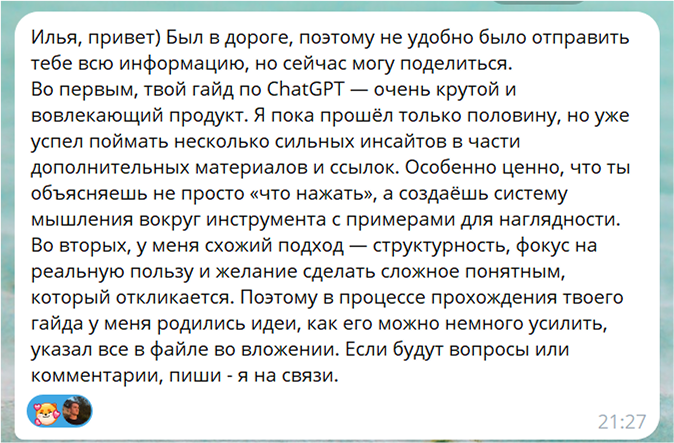 Илья, привет) Был в дороге, поэтому не удобно было отправить
тебе всю информацию, но сейчас могу поделиться.
Во первым, твой гайд по ChatGPT — очень крутой и
вовлекающий продукт. Я пока прошёл только половину, но уже
успел поймать несколько сильных инсайтов в части
дополнительных материалов и ссылок. Особенно ценно, что ты
объясняешь не просто «что нажать», а создаёшь систему
мышления вокруг инструмента с примерами для наглядности.
Во вторых, у меня схожий подход — структурность, фокус на
реальную пользу и желание сделать сложное понятным,
который откликается. Поэтому в процессе прохождения твоего
гайда у меня родились идеи, как его можно немного усилить,
указал все в файле во вложении. Если будут вопросы или
комментарии, пиши - я на связи.
21:27